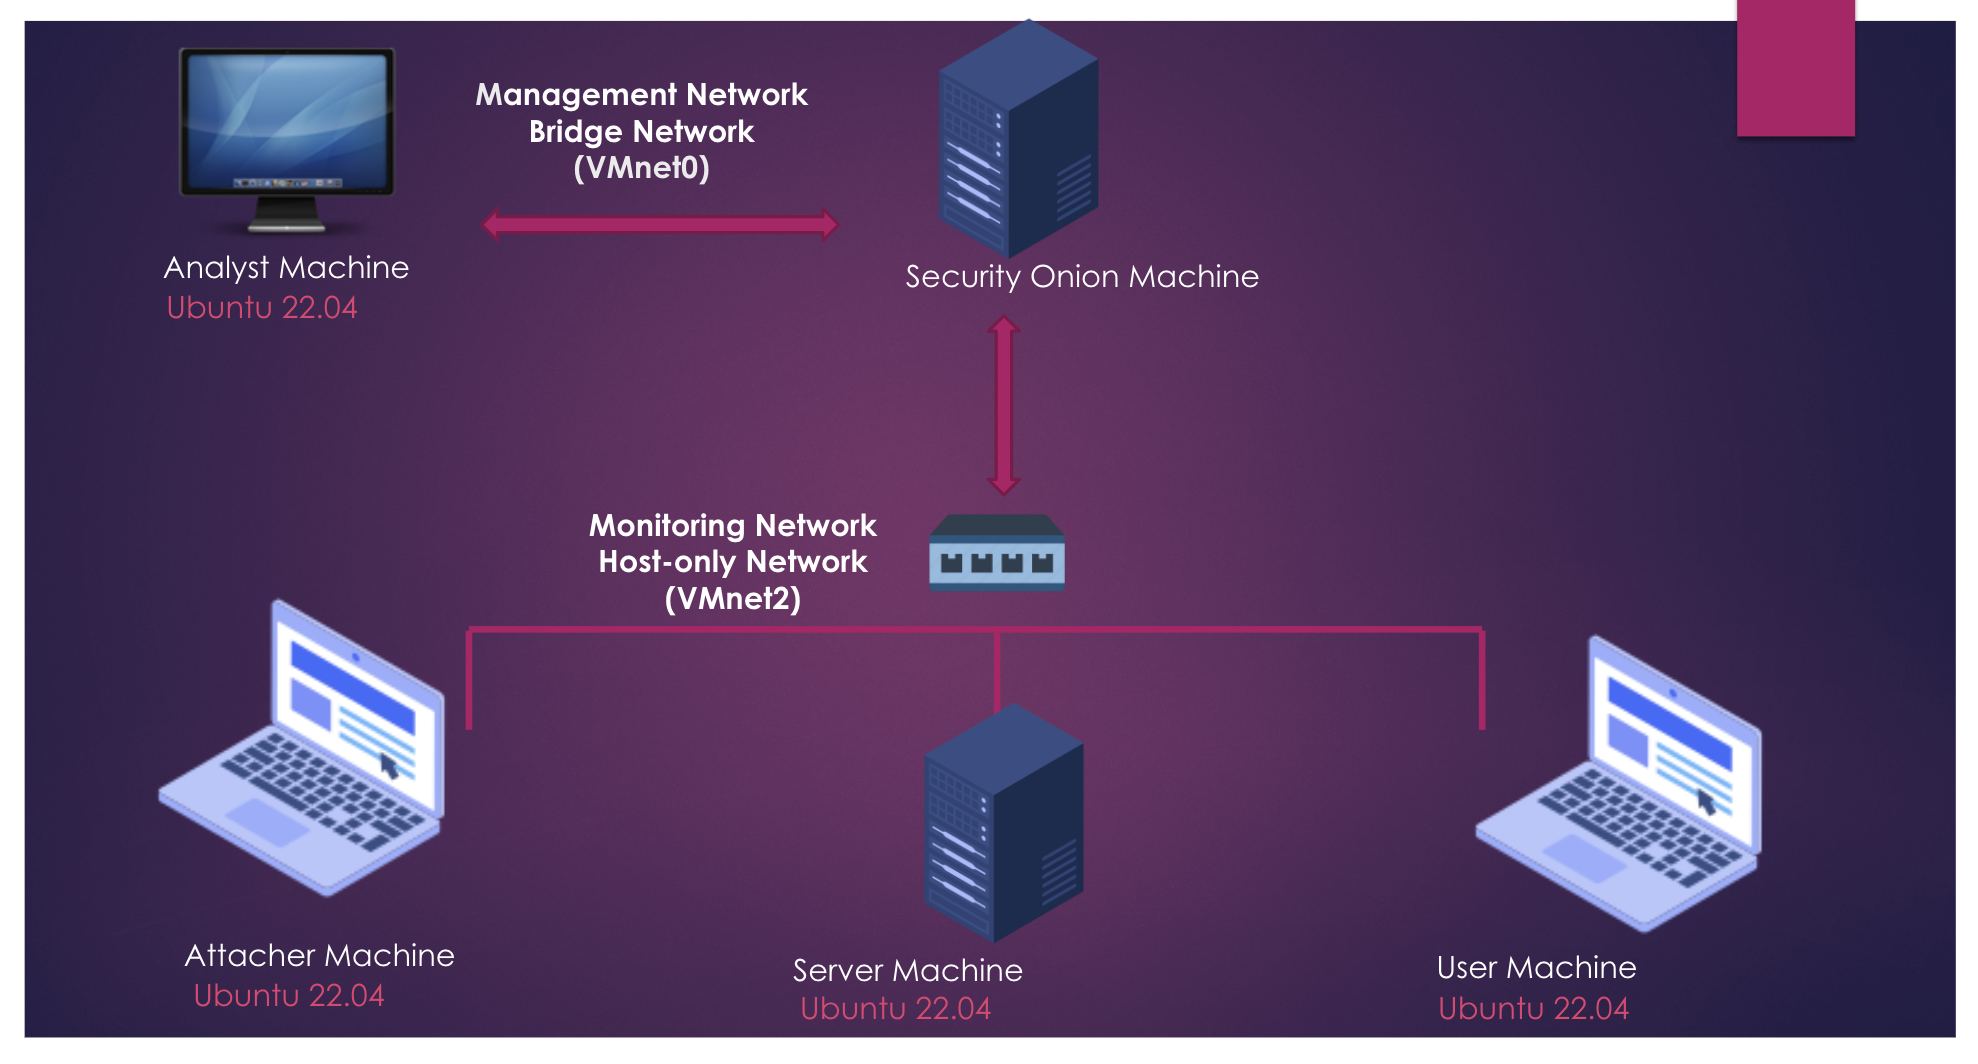 Management Network
Bridge Network
(VMnet0)
Analyst Machine
Ubuntu 22.04
Security Onion Machine
Monitoring Network
Host-only Network
(VMnet2)
Attacher Machine
Ubuntu 22.04
Server Machine
Ubuntu 22.04
User Machine
Ubuntu 22.04